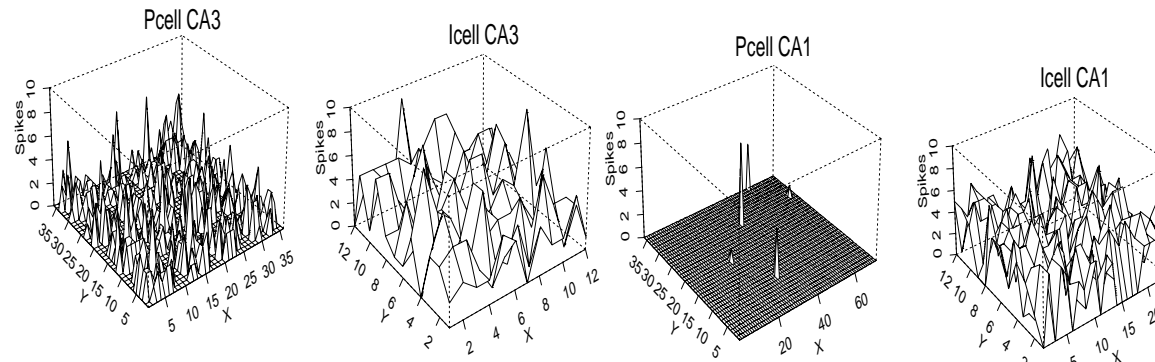 Pcell CA3
Spikes
0 2 4 6 8 10
35 30 25 20 15 10 5
Y
5 10 15 20 25 30 35
X
Icell CA3
Spikes
0 2 4 6 8 10
12 10 8 6 4 2
Y
2 4 6 8 10 12
X
Pcell CA1
Spikes
0 2 4 6 8 10
35 30 25 20 15 10 5
Y
20 40 60
X
Icell CA1
Spikes
0 2 4 6 8 10
12 10 8 6 4 2
Y
5 10 15
X